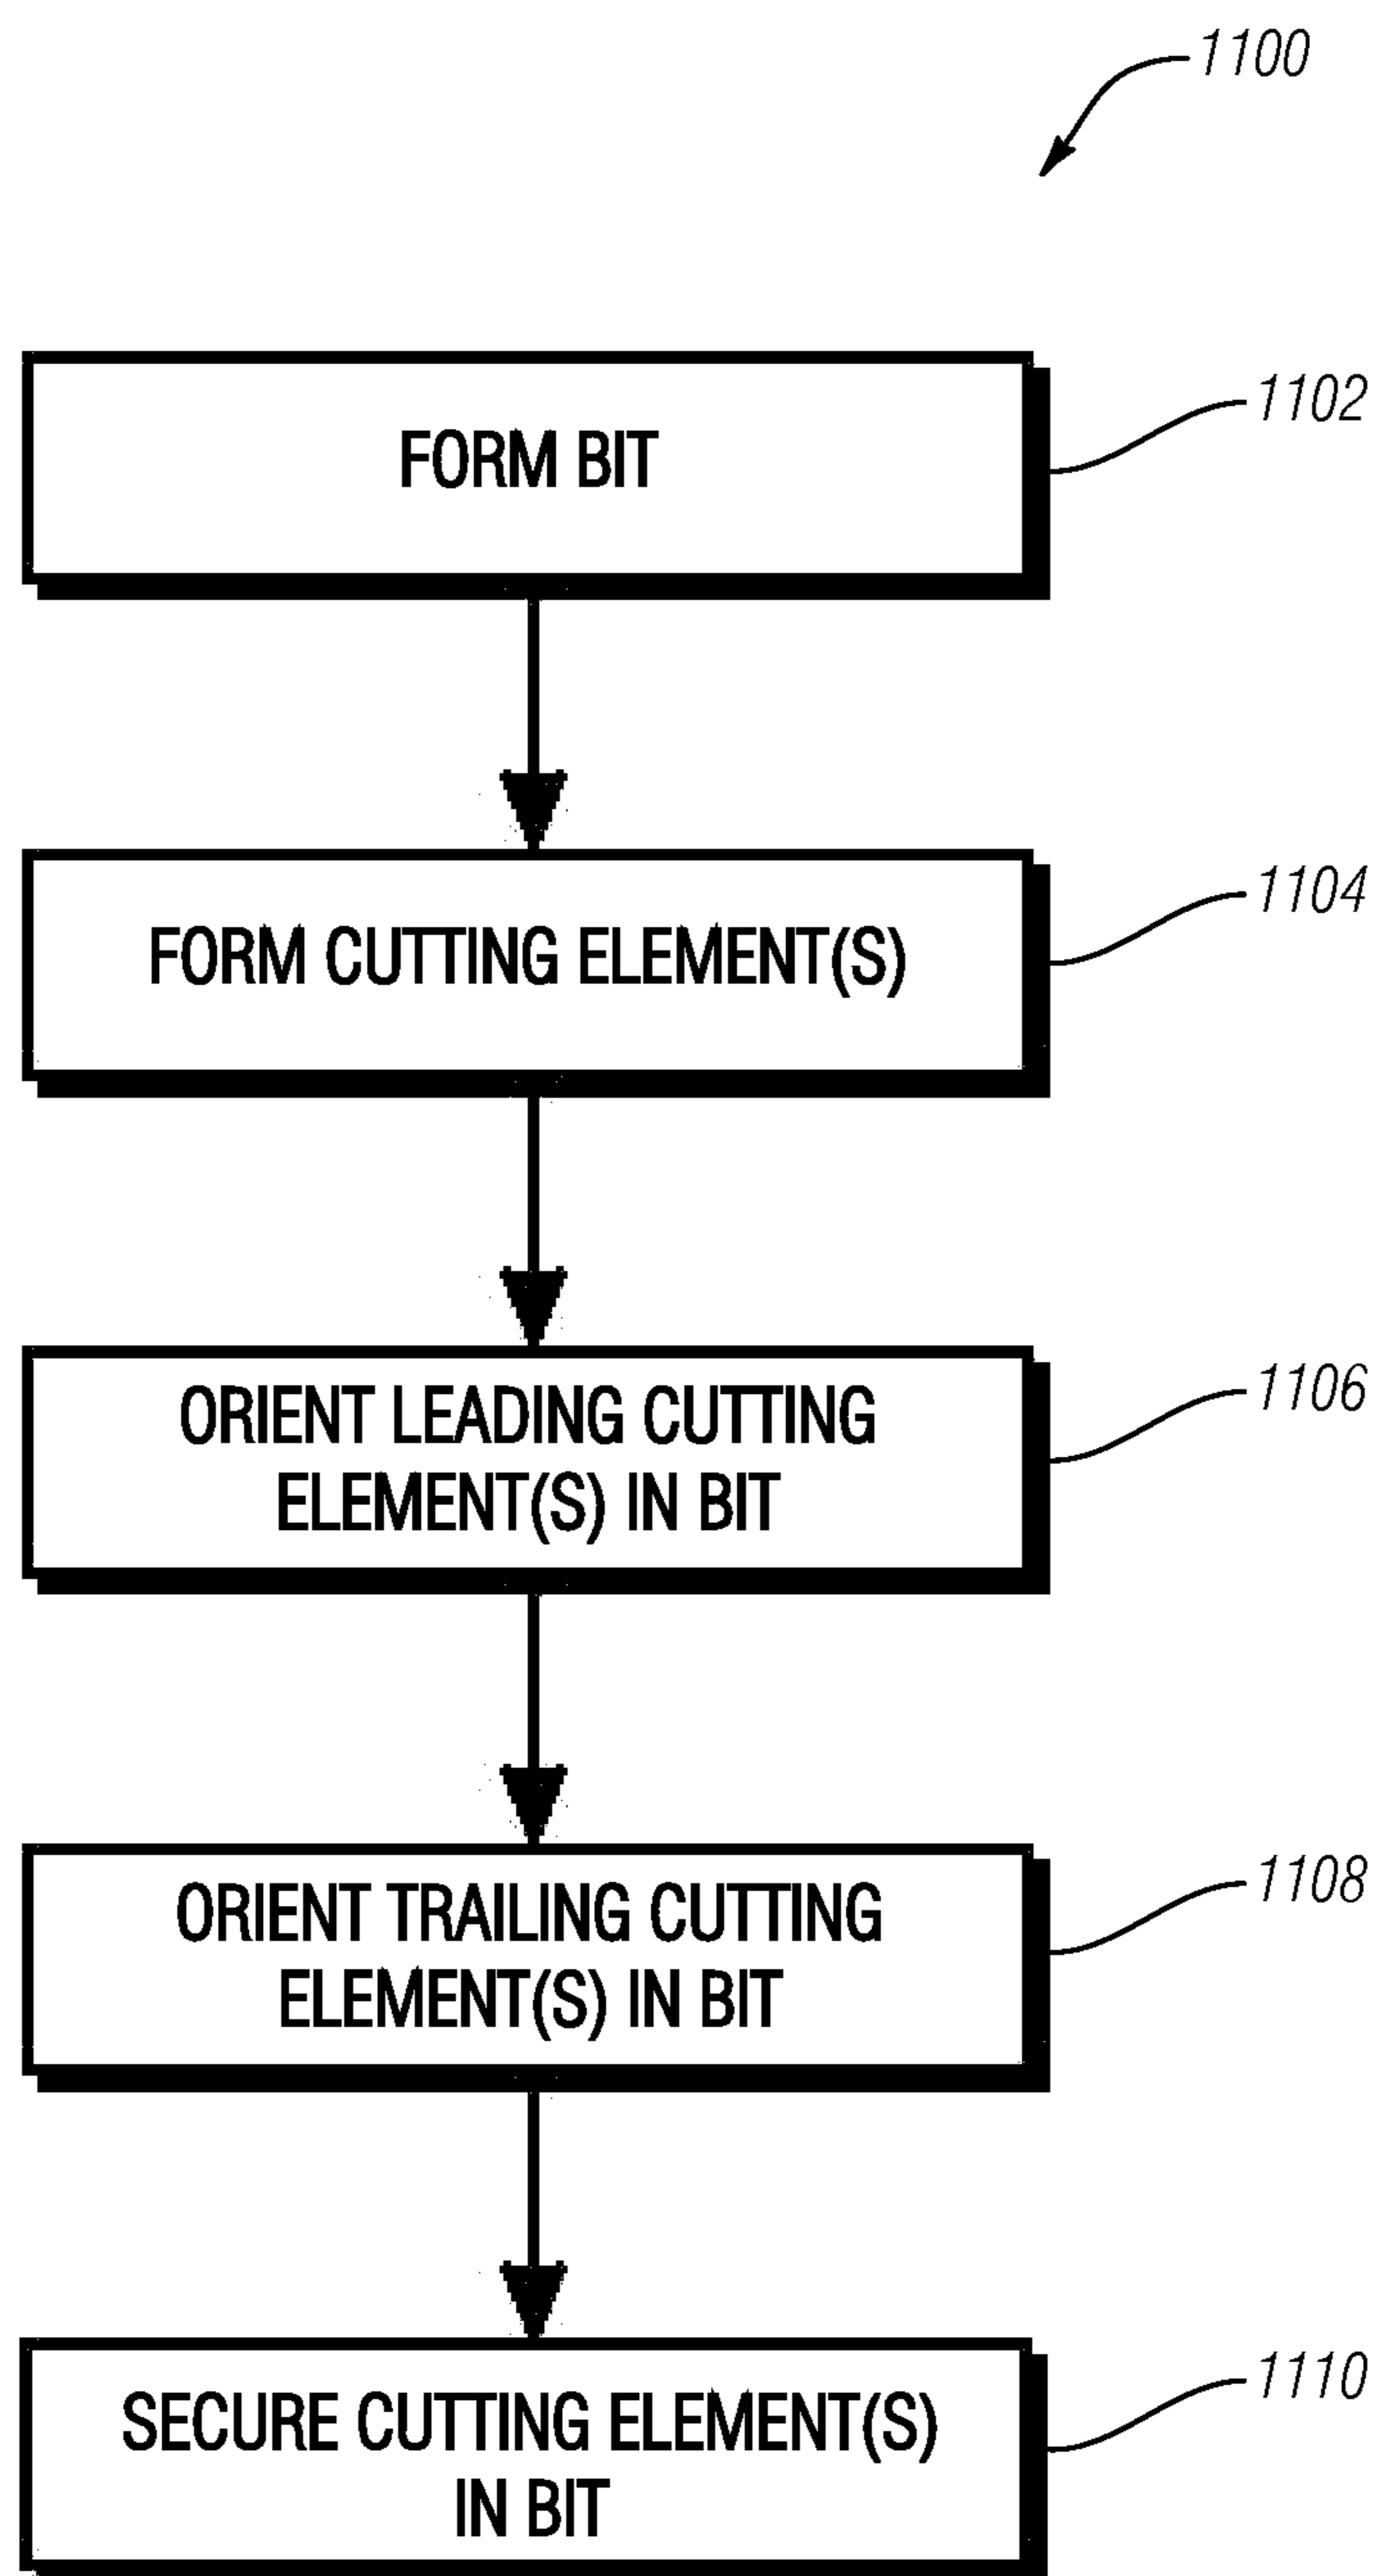 1100
FORM BIT
1102
FORM CUTTING ELEMENT(S)
1104
ORIENT LEADING CUTTING
ELEMENT(S) IN BIT
1106
ORIENT TRAILING CUTTING
ELEMENT(S) IN BIT
1108
SECURE CUTTING ELEMENT(S)
IN BIT
1110